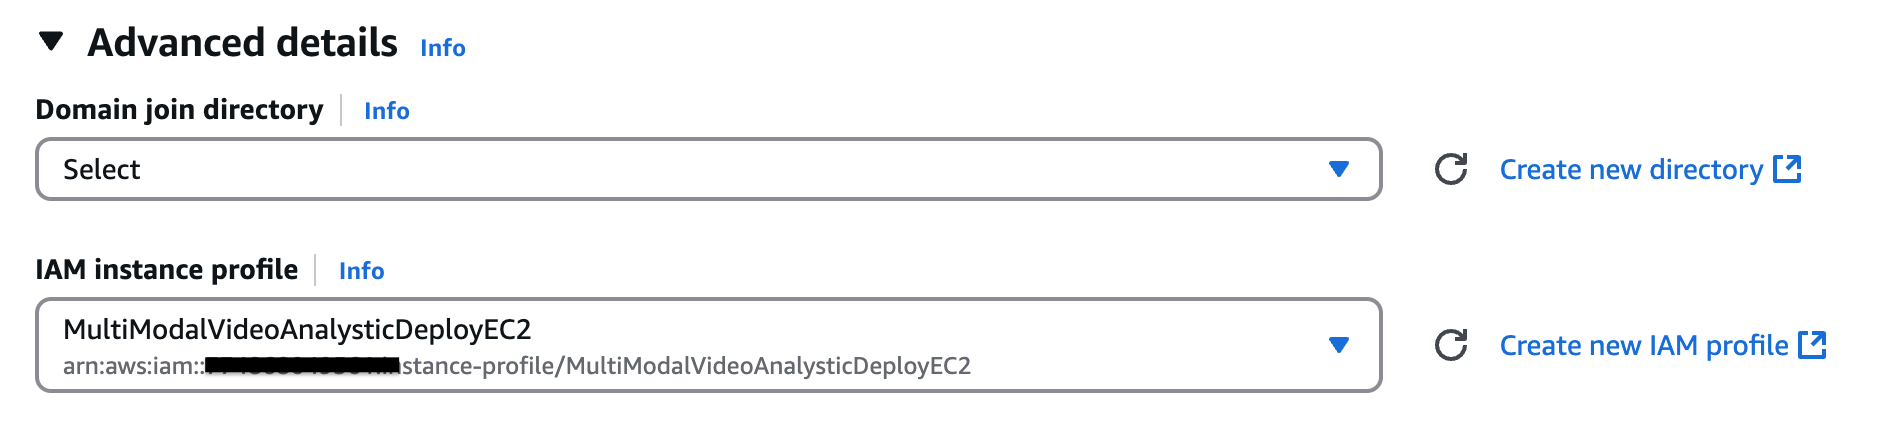 Advanced details Info
Domain join directory Info
Select
Create new directory
IAM instance profile Info
MultiModalVideoAnalysticDeployEC2
arn:aws:iam:: stance-profile/MultiModalVideoAnalysticDeployEC2
Create new IAM profile